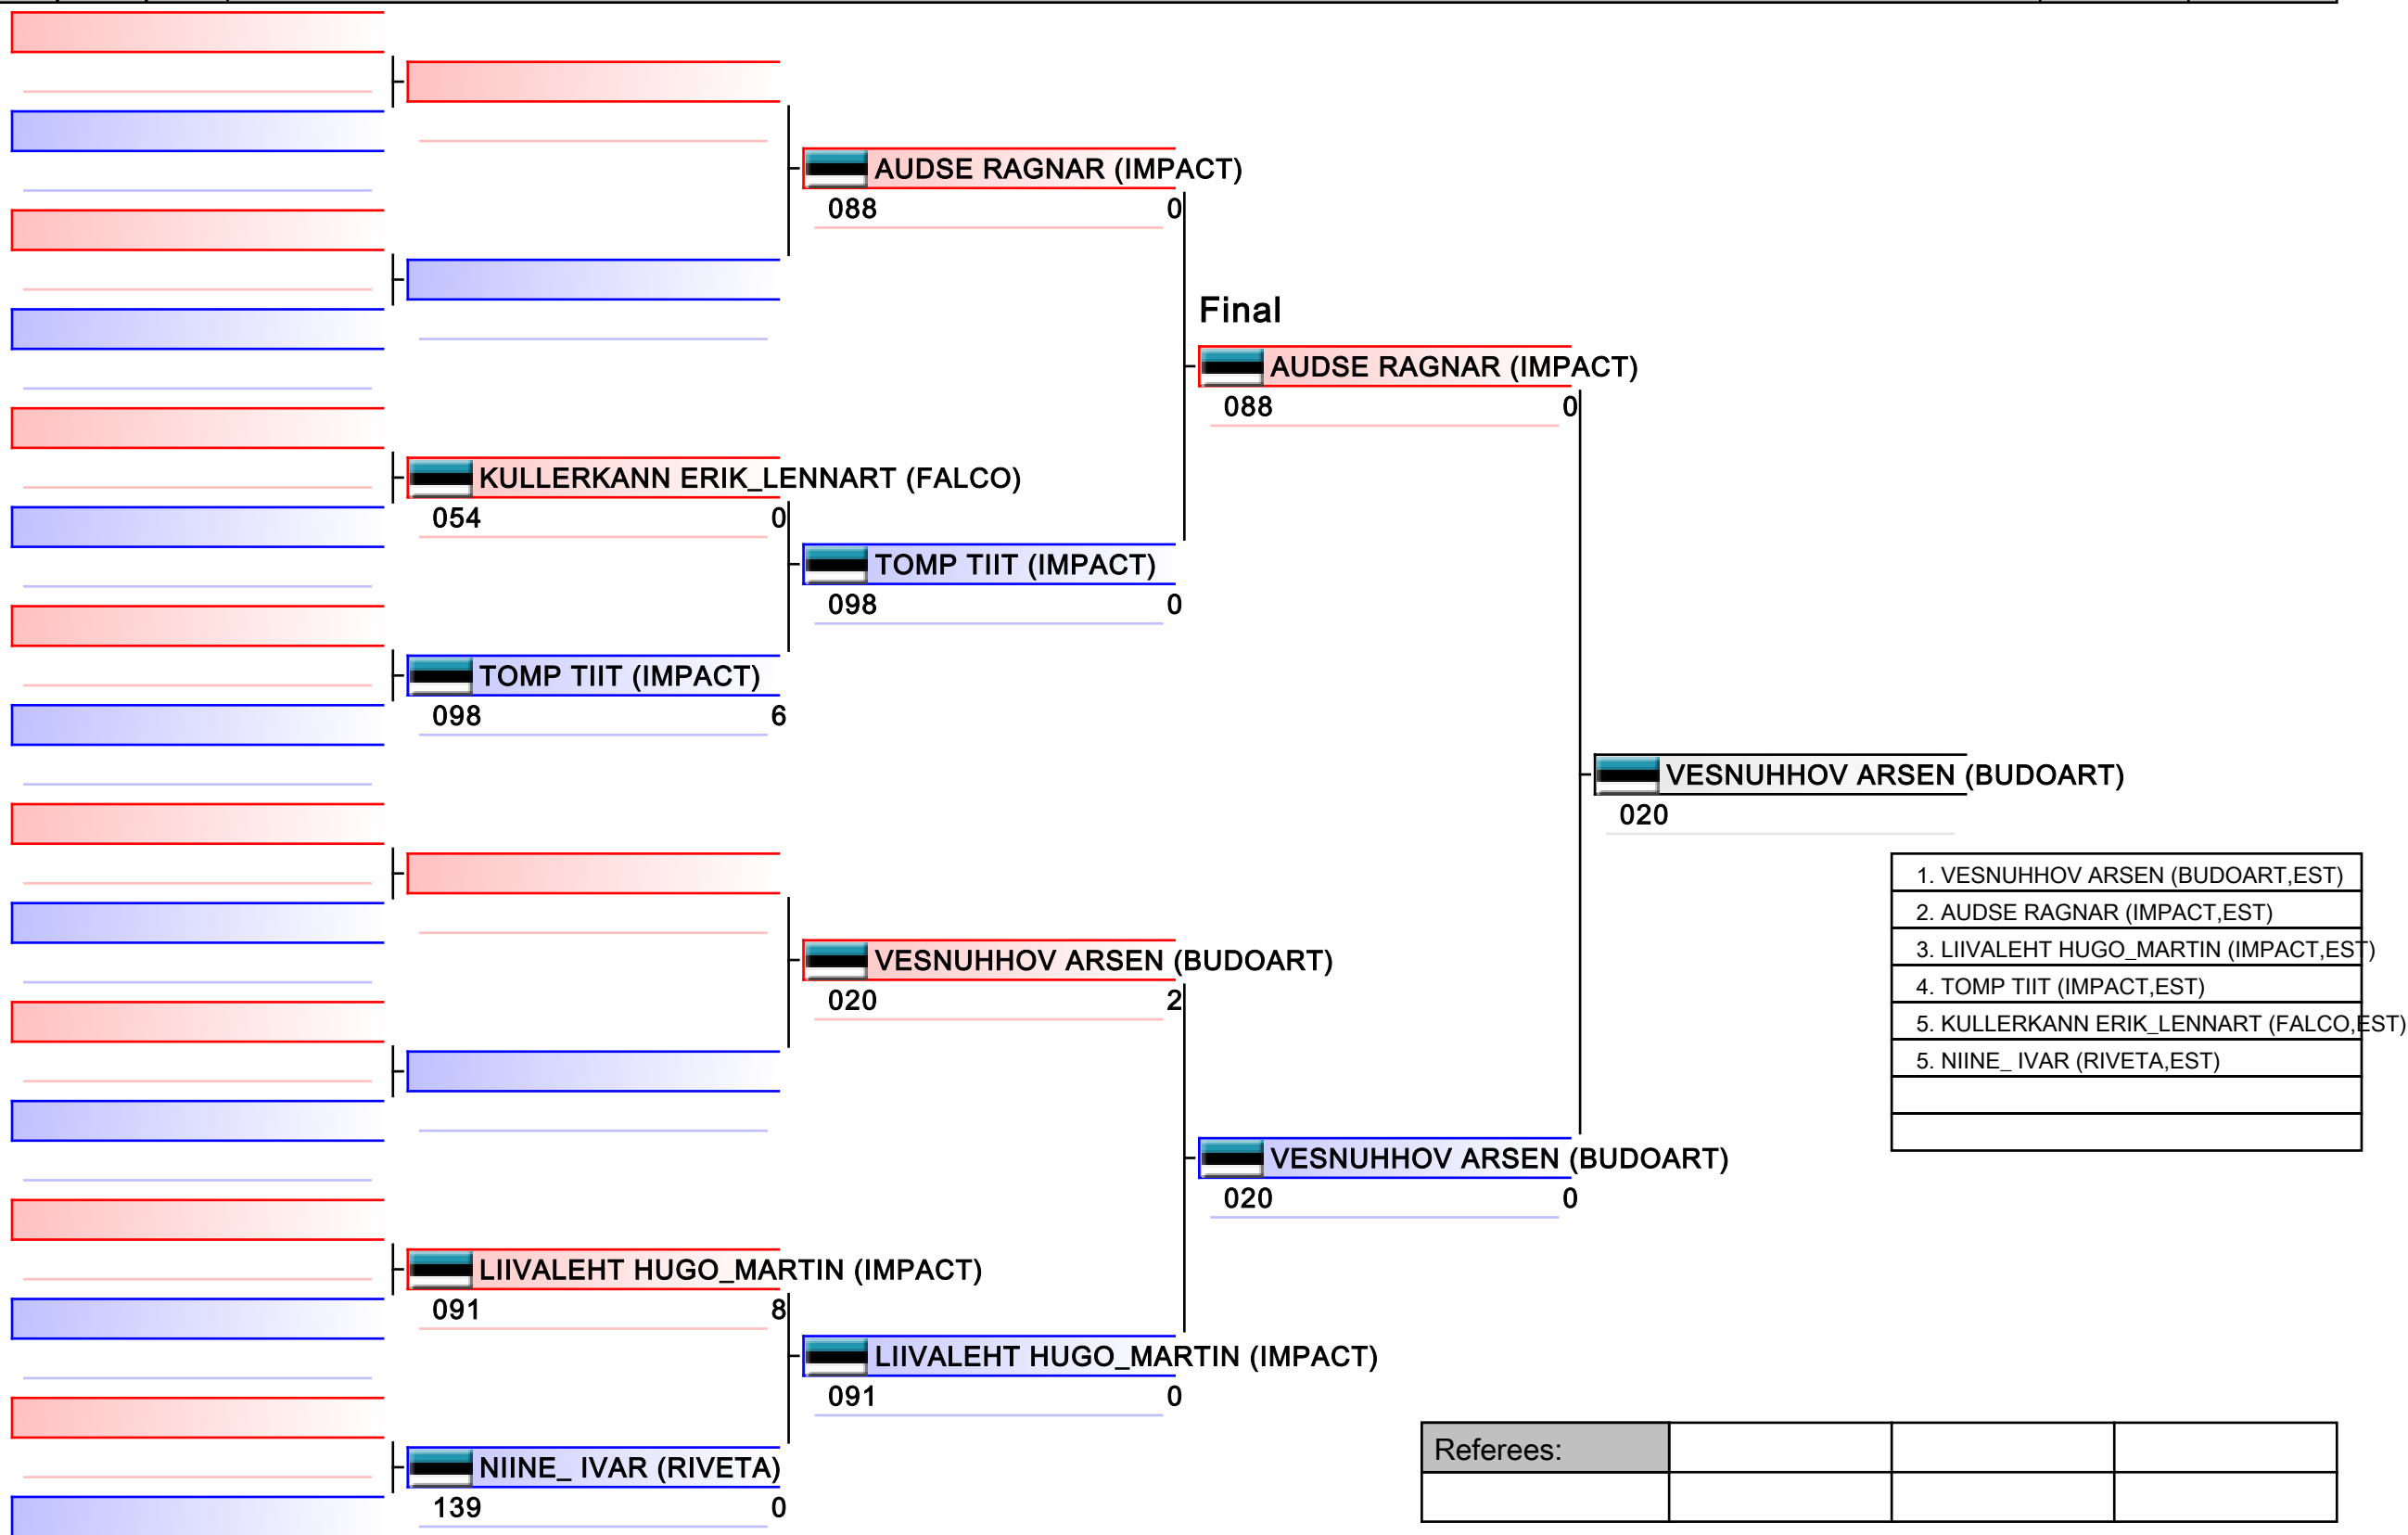 AUDSE RAGNAR (IMPACT)
088 0
Final
AUDSE RAGNAR (IMPACT)
088 0
KULLERKANN ERIK_LENNART (FALCO)
054 0
TOMP TIIT (IMPACT)
098 0
TOMP TIIT (IMPACT)
098 6
VESNUHHOV ARSEN (BUDOART)
020
1. VESNUHHOV ARSEN (BUDOART,EST)
2. AUDSE RAGNAR (IMPACT,EST)
3. LIIVALEHT HUGO_MARTIN (IMPACT,EST)
4. TOMP TIIT (IMPACT,EST)
5. KULLERKANN ERIK_LENNART (FALCO,EST)
5. NIINE_ IVAR (RIVETA,EST)
VESNUHHOV ARSEN (BUDOART)
020 2
VESNUHHOV ARSEN (BUDOART)
020 0
LIIVALEHT HUGO_MARTIN (IMPACT)
091 8
LIIVALEHT HUGO_MARTIN (IMPACT)
091 0
NIINE_ IVAR (RIVETA)
139 0
Referees: